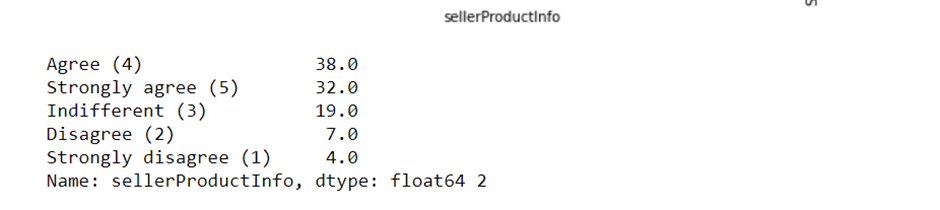 sellerProductInfo
Agree (4) 38.0
Strongly agree (5) 32.0
Indifferent (3) 19.0
Disagree (2) 7.0
Strongly disagree (1) 4.0
Name: sellerProductInfo, dtype: float64 2